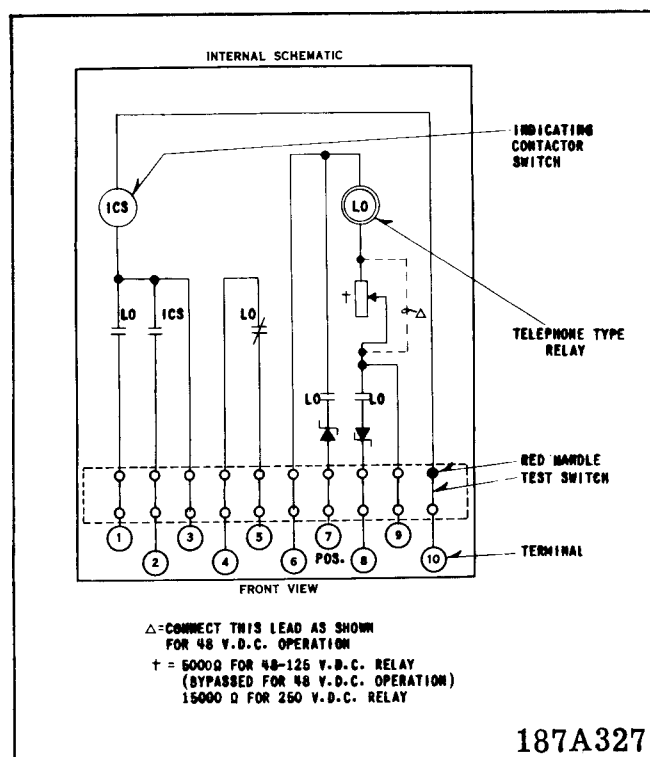 INTERNAL SCHEMATIC
INDICATING
CONTACTOR
SWITCH
ICS
LO
LO
ICS
LO
†
△
TELEPHONE TYPE
RELAY
LO
LO
RED HANDLE
TEST SWITCH
1
2
3
4
5
6
7
8
9
10
POS.
TERMINAL
FRONT VIEW
△=CONNECT THIS LEAD AS SHOWN
FOR 48 V.D.C. OPERATION
† = 5000Ω FOR 48-125 V.D.C. RELAY
(BYPASSED FOR 48 V.D.C. OPERATION)
15000 Ω FOR 250 V.D.C. RELAY
187A327